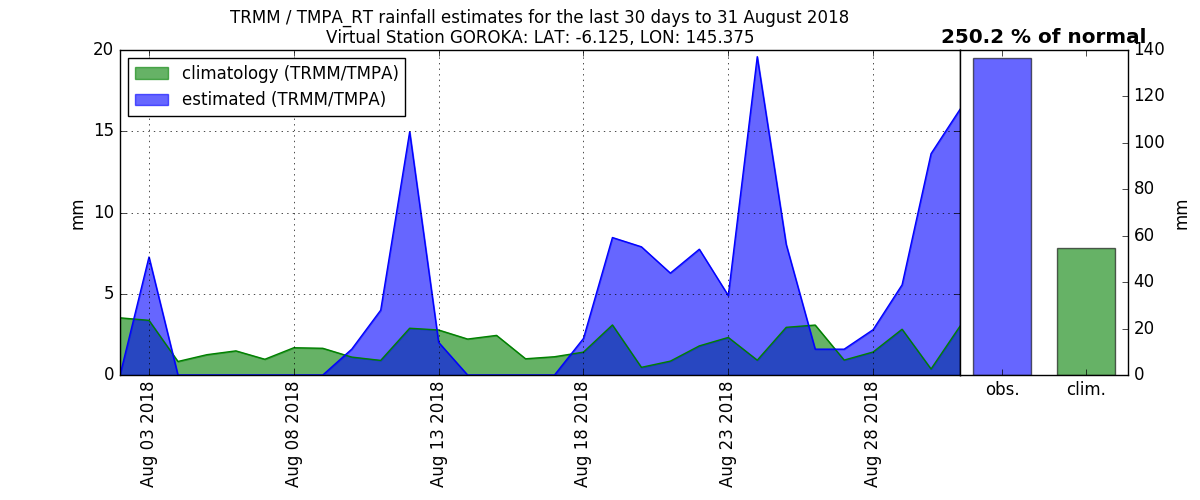 TRMM / TMPA_RT rainfall estimates for the last 30 days to 31 August 2018
Virtual Station GOROKA: LAT: -6.125, LON: 145.375
250.2 % of normal
climatology (TRMM/TMPA)
estimated (TRMM/TMPA)
20
15
10
5
0
mm
Aug 03 2018
Aug 08 2018
Aug 13 2018
Aug 18 2018
Aug 23 2018
Aug 28 2018
obs.
clim.
140
120
100
80
60
40
20
0
mm